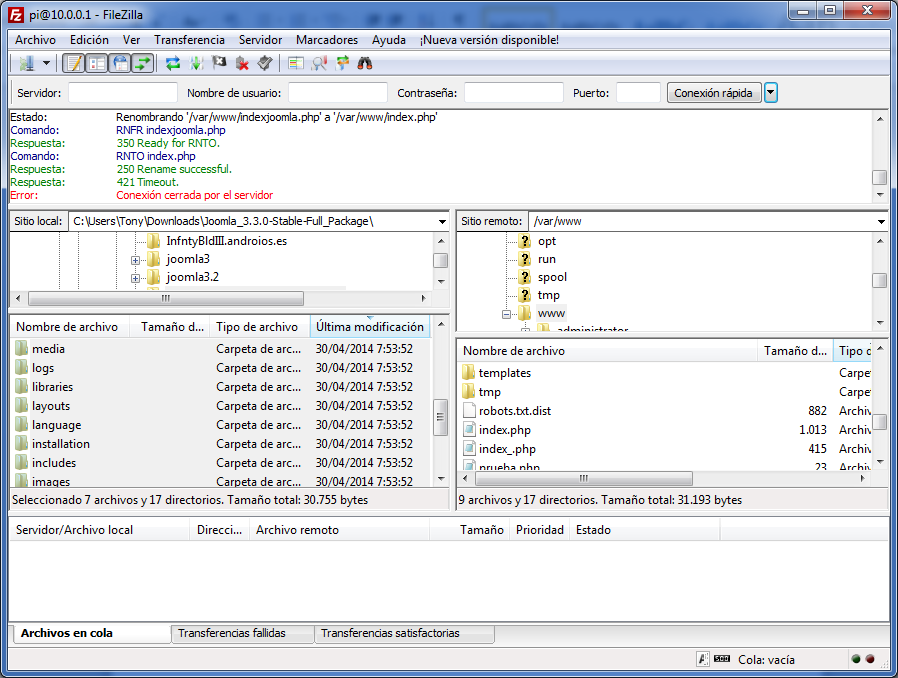 pi@10.0.0.1 - FileZilla
Archivo Edición Ver Transferencia Servidor Marcadores Ayuda ¡Nueva versión disponible!
Servidor: Nombre de usuario: Contraseña: Puerto: Conexión rápida
Estado: Renombrando '/var/www/indexjoomla.php' a '/var/www/index.php'
Comando: RNFR indexjoomla.php
Respuesta: 350 Ready for RNTO.
Comando: RNTO index.php
Respuesta: 250 Rename successful.
Respuesta: 421 Timeout.
Error: Conexión cerrada por el servidor
Sitio local: C:\Users\Tony\Downloads\Joomla_3.3.0-Stable-Full_Package\
InfntyBldIII.androios.es
joomla3
joomla3.2
Nombre de archivo Tamaño d... Tipo de archivo Última modificación
media Carpeta de arc... 30/04/2014 7:53:52
logs Carpeta de arc... 30/04/2014 7:53:52
libraries Carpeta de arc... 30/04/2014 7:53:52
layouts Carpeta de arc... 30/04/2014 7:53:52
language Carpeta de arc... 30/04/2014 7:53:52
installation Carpeta de arc... 30/04/2014 7:53:52
includes Carpeta de arc... 30/04/2014 7:53:52
images Carpeta de arc... 30/04/2014 7:53:52
Seleccionado 7 archivos y 17 directorios. Tamaño total: 30.755 bytes
Sitio remoto: /var/www
opt
run
spool
tmp
www
administrator
Nombre de archivo Tamaño d... Tipo d
templates Carpe
tmp Carpe
robots.txt.dist 882 Archiv
index.php 1.013 Archiv
index_.php 415 Archiv
prueba.php 23 Archiv
9 archivos y 17 directorios. Tamaño total: 31.193 bytes
Servidor/Archivo local Direcci... Archivo remoto Tamaño Prioridad Estado
Archivos en cola Transferencias fallidas Transferencias satisfactorias
Cola: vacía